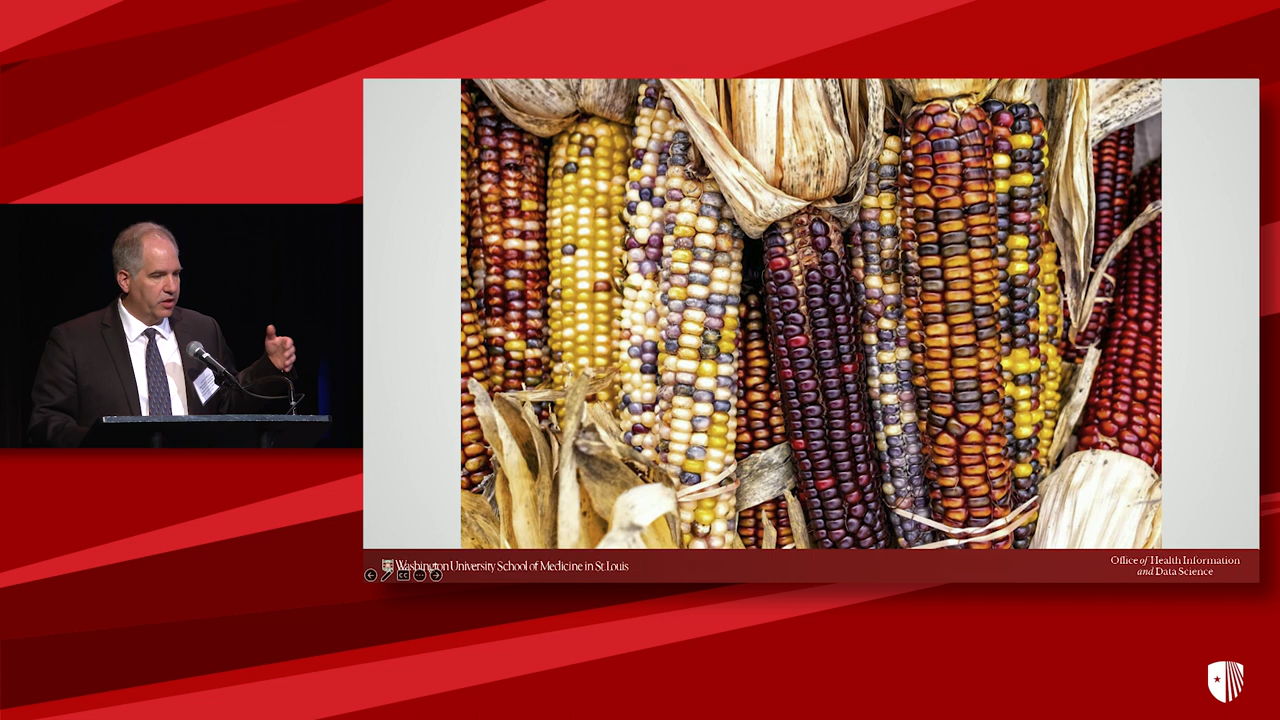 Washington University School of Medicine in St. Louis
Office of Health Information
and Data Science